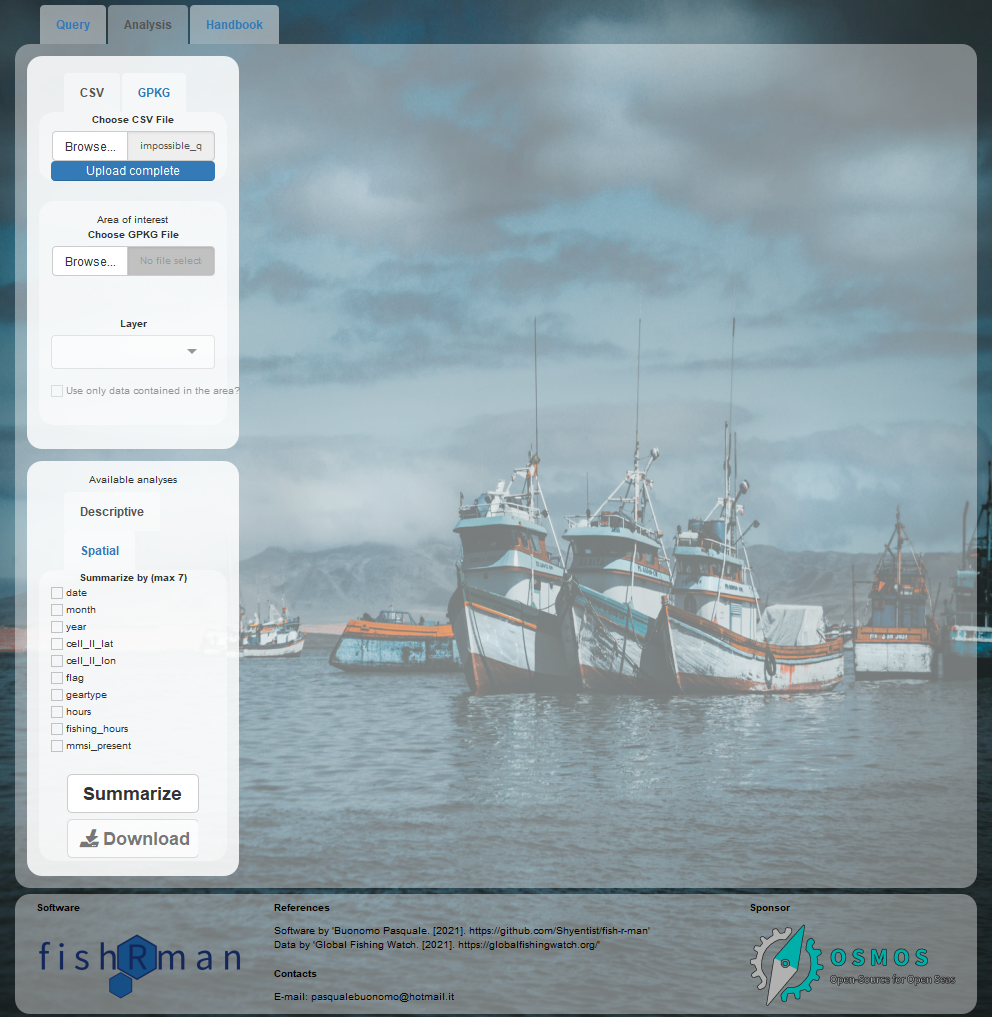 Query Analysis Handbook
CSV GPKG
Choose CSV File
Browse... impossible_q
Upload complete
Area of interest
Choose GPKG File
Browse... No file select
Layer
Use only data contained in the area?
Available analyses
Descriptive
Spatial
Summarize by (max 7)
date
month
year
cell_ll_lat
cell_ll_lon
flag
geartype
hours
fishing_hours
mmsi_present
Summarize
Download
Software
fishRman
References
Software by 'Buonomo Pasquale. [2021]. https://github.com/Shyentist/fish-r-man'
Data by 'Global Fishing Watch. [2021]. https://globalfishingwatch.org/'
Contacts
E-mail: pasqualebuonomo@hotmail.it
Sponsor
OSMOS
Open-Source for Open Seas